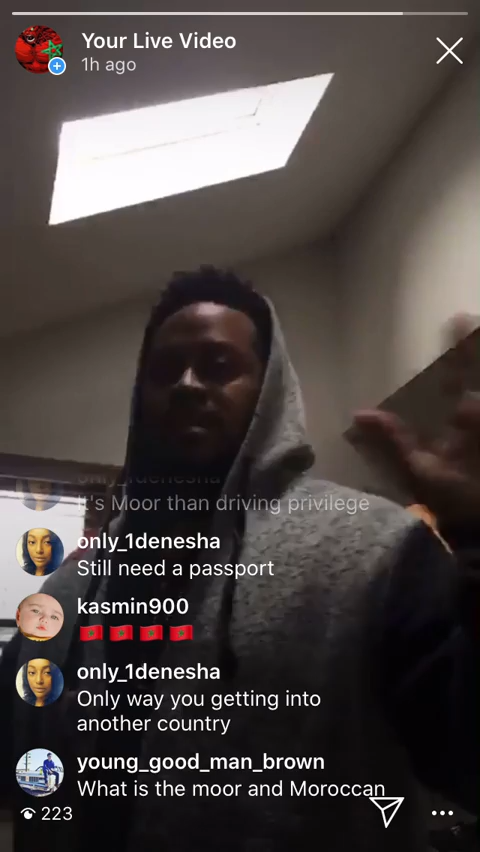 Your Live Video
1h ago
only_1denesha
It's Moor than driving privilege
only_1denesha
Still need a passport
kasmin900
🇲🇦 🇲🇦 🇲🇦 🇲🇦
only_1denesha
Only way you getting into
another country
young_good_man_brown
What is the moor and Moroccan
223